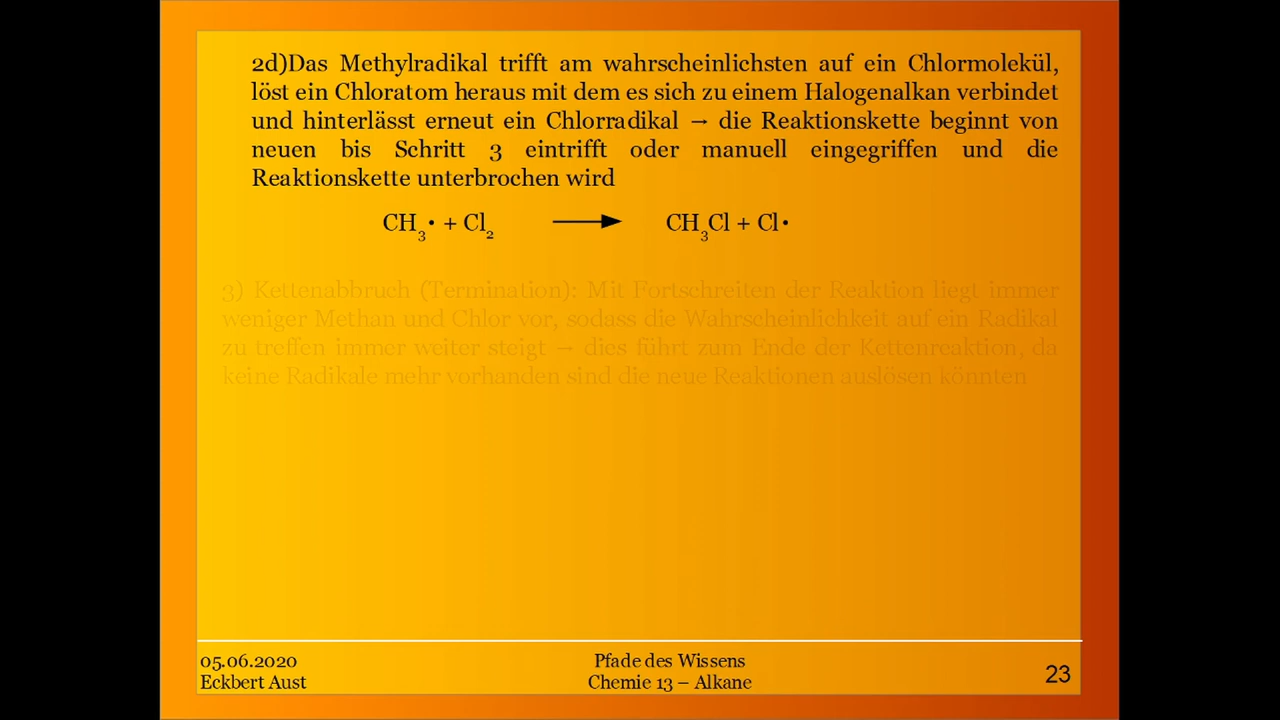 2d)Das Methylradikal trifft am wahrscheinlichsten auf ein Chlormolekül,
löst ein Chloratom heraus mit dem es sich zu einem Halogenalkan verbindet
und hinterlässt erneut ein Chlorradikal → die Reaktionskette beginnt von
neuen bis Schritt 3 eintrifft oder manuell eingegriffen und die
Reaktionskette unterbrochen wird
CH₃• + Cl₂ → CH₃Cl + Cl•
3) Kettenabbruch (Termination): Mit Fortschreiten der Reaktion liegt immer
weniger Methan und Chlor vor, sodass die Wahrscheinlichkeit auf ein Radikal
zu treffen immer weiter steigt → dies führt zum Ende der Kettenreaktion, da
keine Radikale mehr vorhanden sind die neue Reaktionen auslösen könnten
05.06.2020
Eckbert Aust
Pfade des Wissens
Chemie 13 – Alkane
23